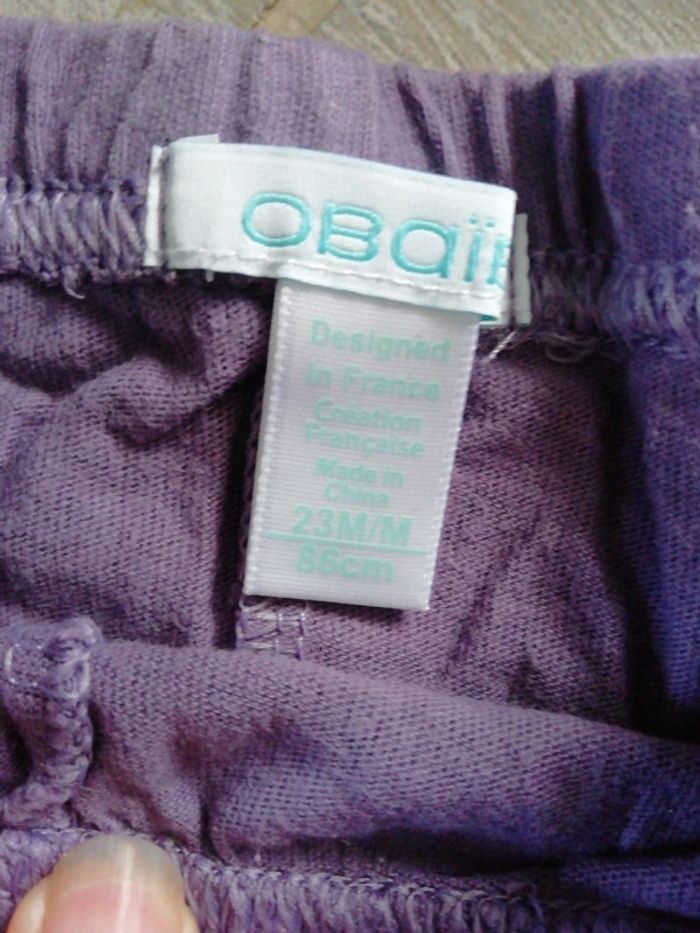 OBaï
Designed
in France
Création
Française
Made in
China
23M/M
86cm